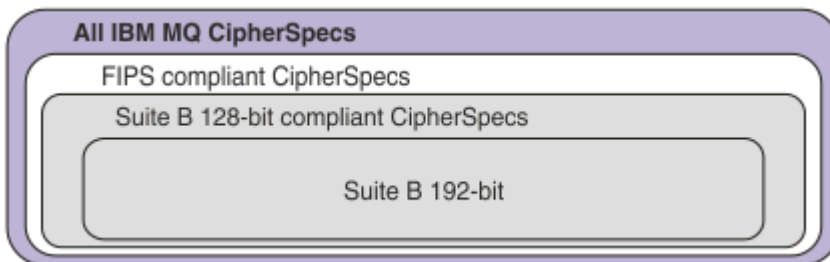 All IBM MQ CipherSpecs
FIPS compliant CipherSpecs
Suite B 128-bit compliant CipherSpecs
Suite B 192-bit